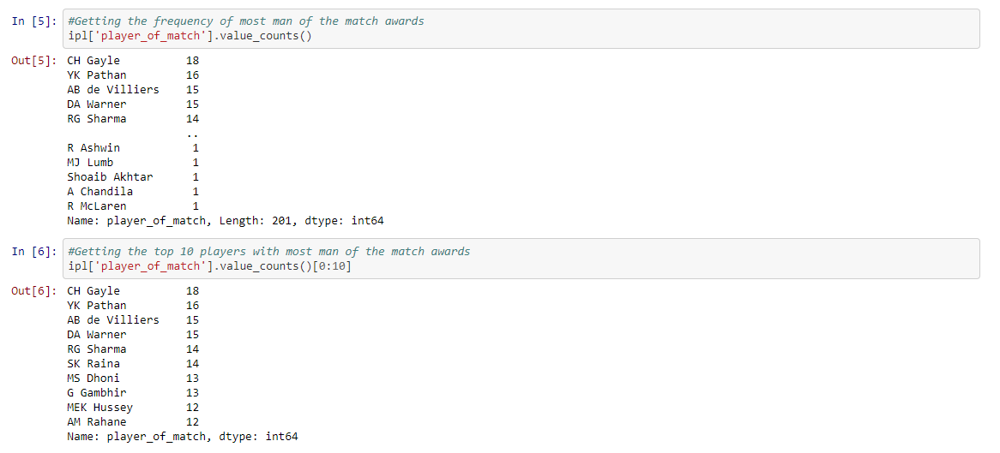 In [5]: #Getting the frequency of most man of the match awards
ipl['player_of_match'].value_counts()
Out[5]: CH Gayle 18
YK Pathan 16
AB de Villiers 15
DA Warner 15
RG Sharma 14
..
R Ashwin 1
MJ Lumb 1
Shoaib Akhtar 1
A Chandila 1
R McLaren 1
Name: player_of_match, Length: 201, dtype: int64
In [6]: #Getting the top 10 players with most man of the match awards
ipl['player_of_match'].value_counts()[0:10]
Out[6]: CH Gayle 18
YK Pathan 16
AB de Villiers 15
DA Warner 15
RG Sharma 14
SK Raina 14
MS Dhoni 13
G Gambhir 13
MEK Hussey 12
AM Rahane 12
Name: player_of_match, dtype: int64